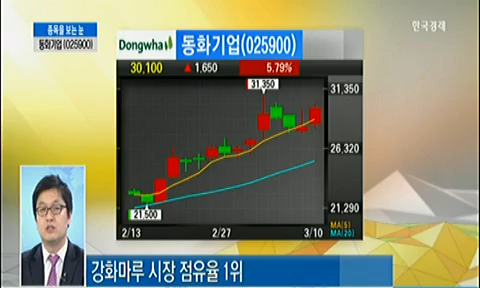 종목을 보는 눈
동화기업(025900)
한국경제
Dongwha
동화기업(025900)
30,100 ▲ 1,650 5.79%
31,350
31,350
26,320
21,290
21,500
2/13 2/27 3/10
MA(5)
MA(20)
강화마루 시장 점유율 1위